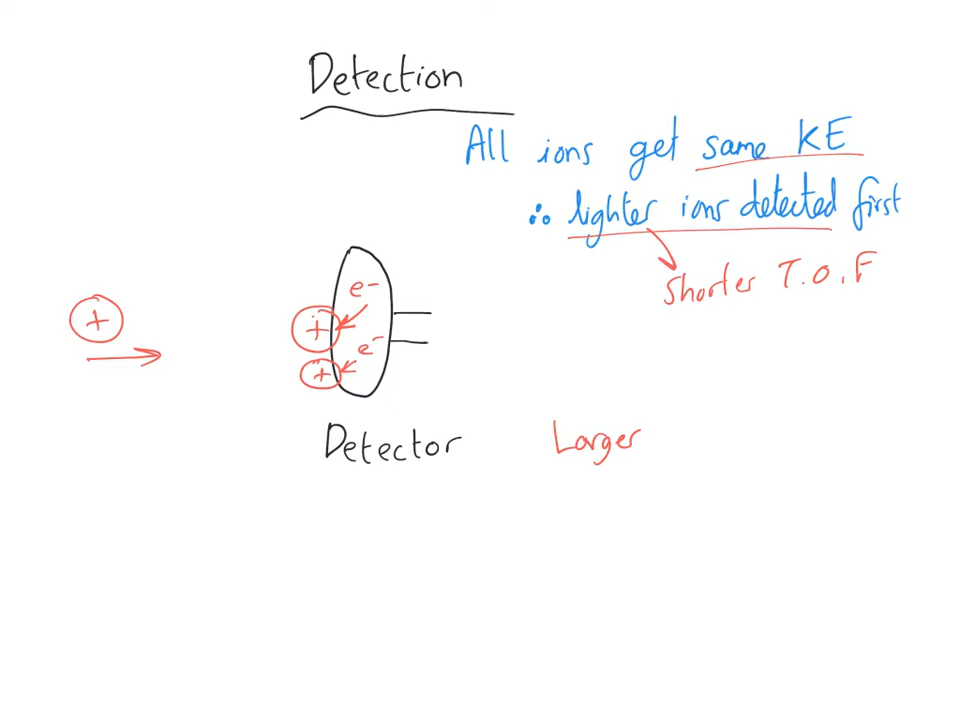 Detection
All ions get same KE
∴ lighter ions detected first
Shorter T.O.F
e-
+
+
e-
+
Detector
Larger